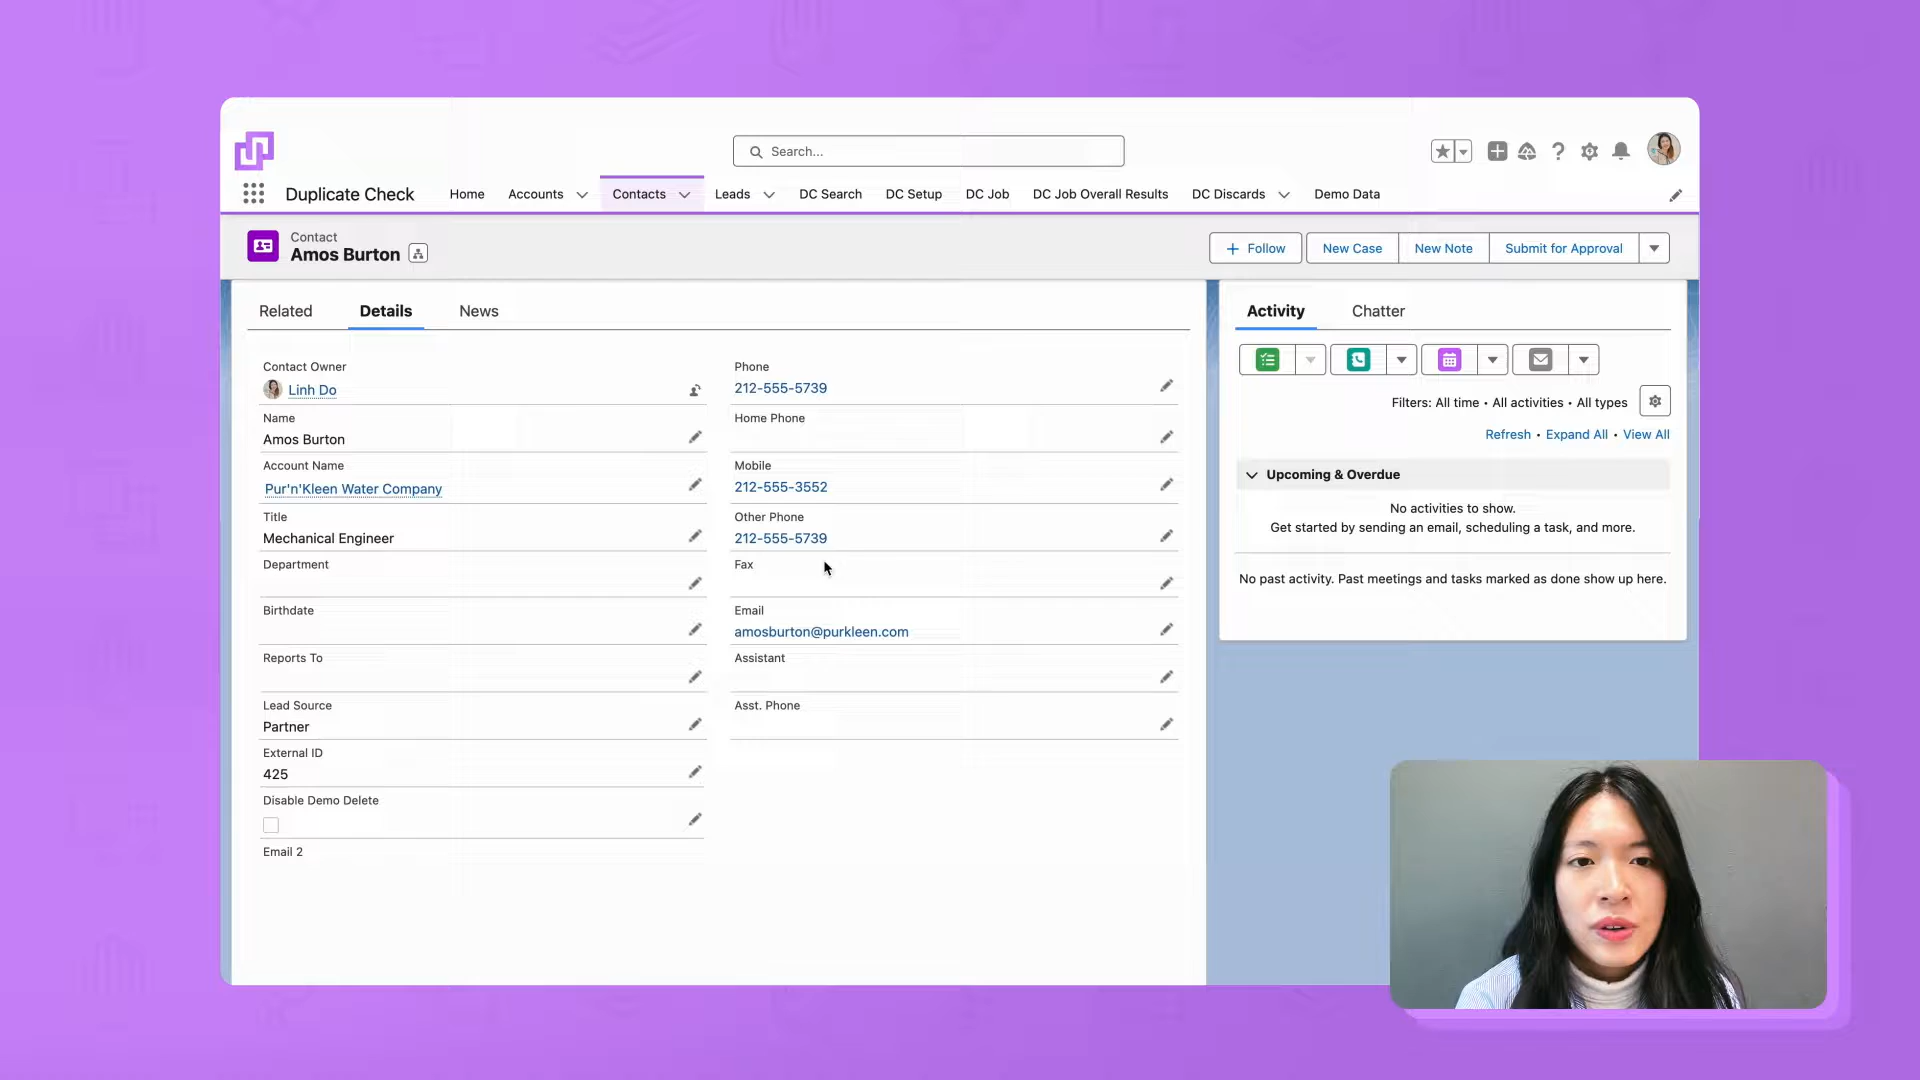 Search...
Duplicate Check
Home
Accounts
Contacts
Leads
DC Search
DC Setup
DC Job
DC Job Overall Results
DC Discards
Demo Data
Contact
Amos Burton
Follow
New Case
New Note
Submit for Approval
Related
Details
News
Contact Owner
Linh Do
Name
Amos Burton
Account Name
Pur'n'Kleen Water Company
Title
Mechanical Engineer
Department
Birthdate
Reports To
Lead Source
Partner
External ID
425
Disable Demo Delete
Email 2
Phone
212-555-5739
Home Phone
Mobile
212-555-3552
Other Phone
212-555-5739
Fax
Email
amosburton@purkleen.com
Assistant
Asst. Phone
Activity
Chatter
Filters: All time • All activities • All types
Refresh • Expand All • View All
Upcoming & Overdue
No activities to show.
Get started by sending an email, scheduling a task, and more.
No past activity. Past meetings and tasks marked as done show up here.